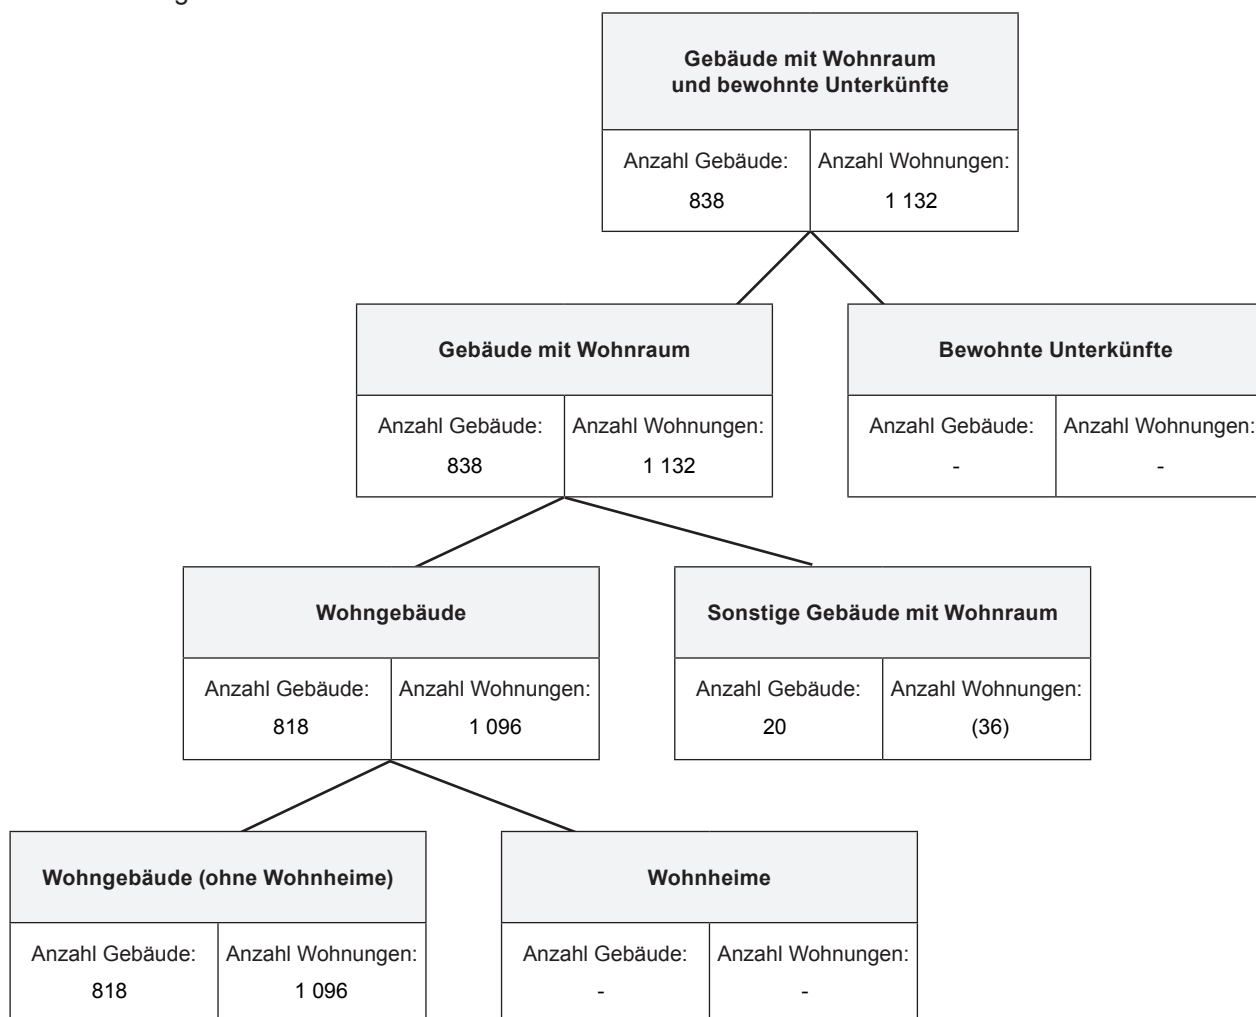 Gebäude mit Wohnraum
und bewohnte Unterkünfte
Anzahl Gebäude: Anzahl Wohnungen:
838 1 132
Gebäude mit Wohnraum Bewohnte Unterkünfte
Anzahl Gebäude: Anzahl Wohnungen: Anzahl Gebäude: Anzahl Wohnungen:
838 1 132 - -
Wohngebäude Sonstige Gebäude mit Wohnraum
Anzahl Gebäude: Anzahl Wohnungen: Anzahl Gebäude: Anzahl Wohnungen:
818 1 096 20 (36)
Wohngebäude (ohne Wohnheime) Wohnheime
Anzahl Gebäude: Anzahl Wohnungen: Anzahl Gebäude: Anzahl Wohnungen:
818 1 096 - -